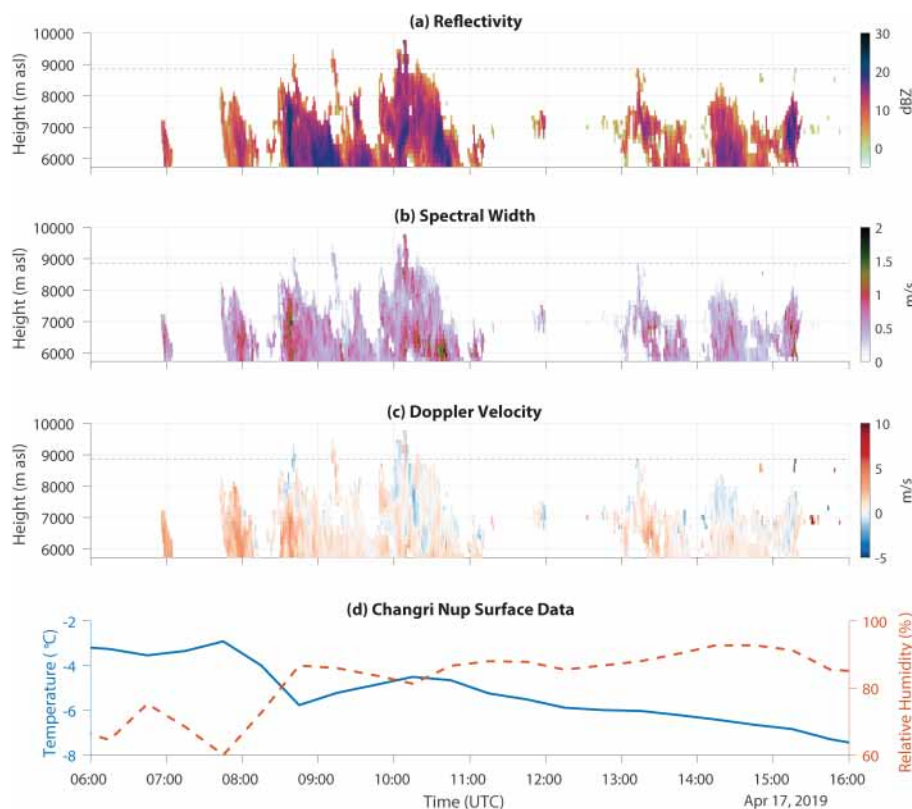 (a) Reflectivity
Height (m asl)
10000
9000
8000
7000
6000
30
20
10
0
dBZ
(b) Spectral Width
Height (m asl)
10000
9000
8000
7000
6000
2
1.5
1
0.5
0
m/s
(c) Doppler Velocity
Height (m asl)
10000
9000
8000
7000
6000
10
5
0
-5
m/s
(d) Changri Nup Surface Data
Temperature (°C)
-2
-4
-6
-8
100
80
60
Relative Humidity (%)
06:00 07:00 08:00 09:00 10:00 11:00 12:00 13:00 14:00 15:00 16:00
Time (UTC)
Apr 17, 2019